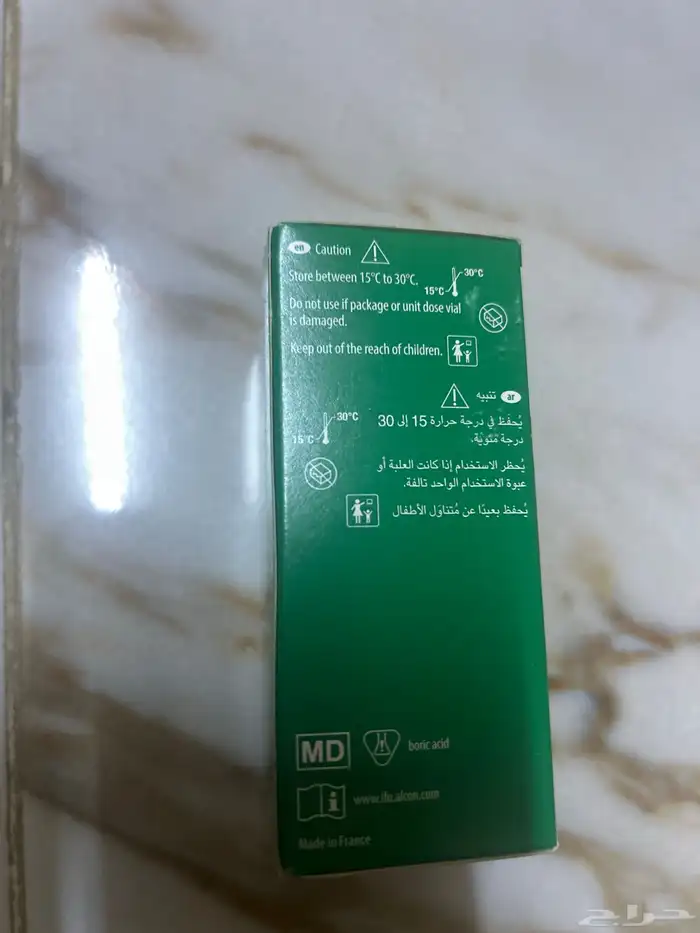 en Caution
Store between 15°C to 30°C.
15°C 30°C
Do not use if package or unit dose vial
is damaged.
Keep out of the reach of children.
ar تنبيه
يُحفَظ في درجة حرارة 15 إلى 30
درجة مئوية.
15°C 30°C
يُحظر الاستخدام إذا كانت العلبة أو
عبوة الاستخدام الواحد تالفة.
يُحفظ بعيدًا عن مُتناوَل الأطفال
MD boric acid
www.ifu.alcon.com
Made in France
حراج